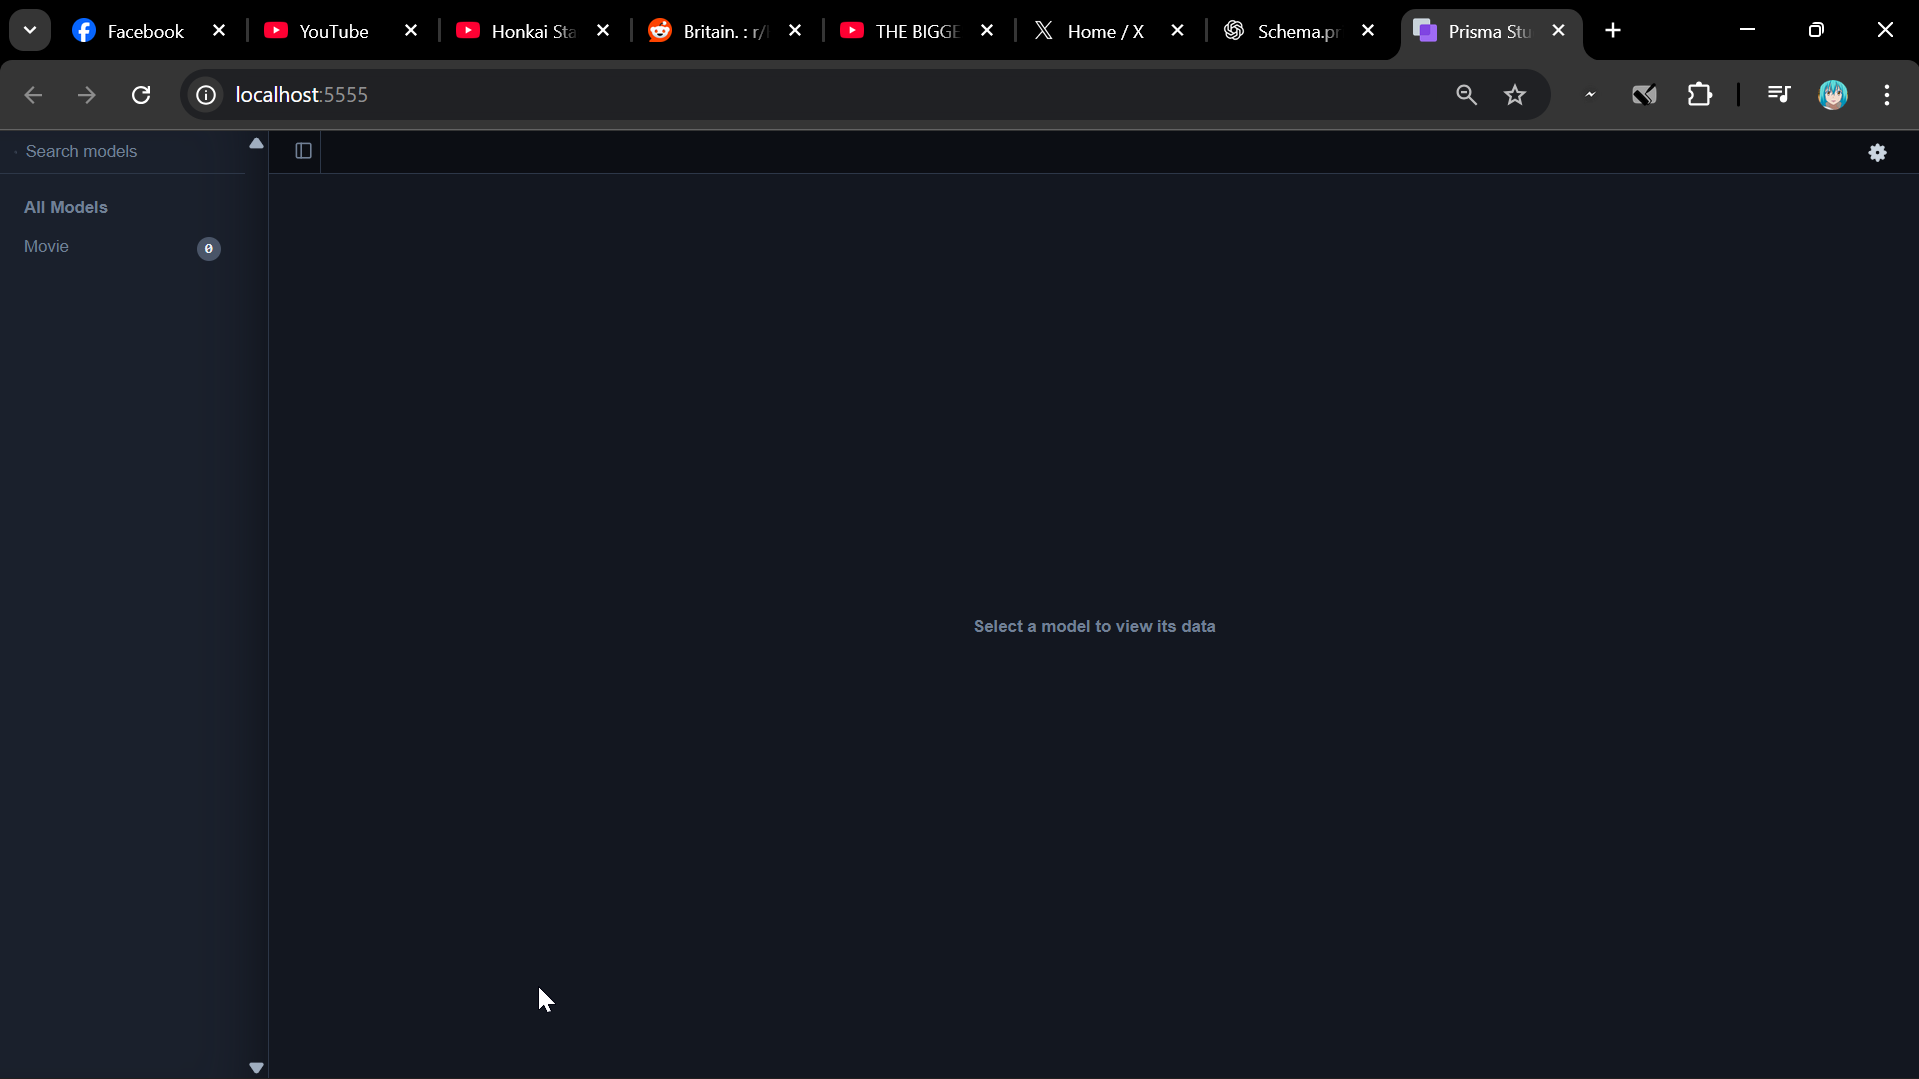 Facebook
YouTube
Honkai Sta
Britain. : r/
THE BIGGE
Home / X
Schema.pr
Prisma Stu
localhost:5555
Search models
All Models
Movie
0
Select a model to view its data